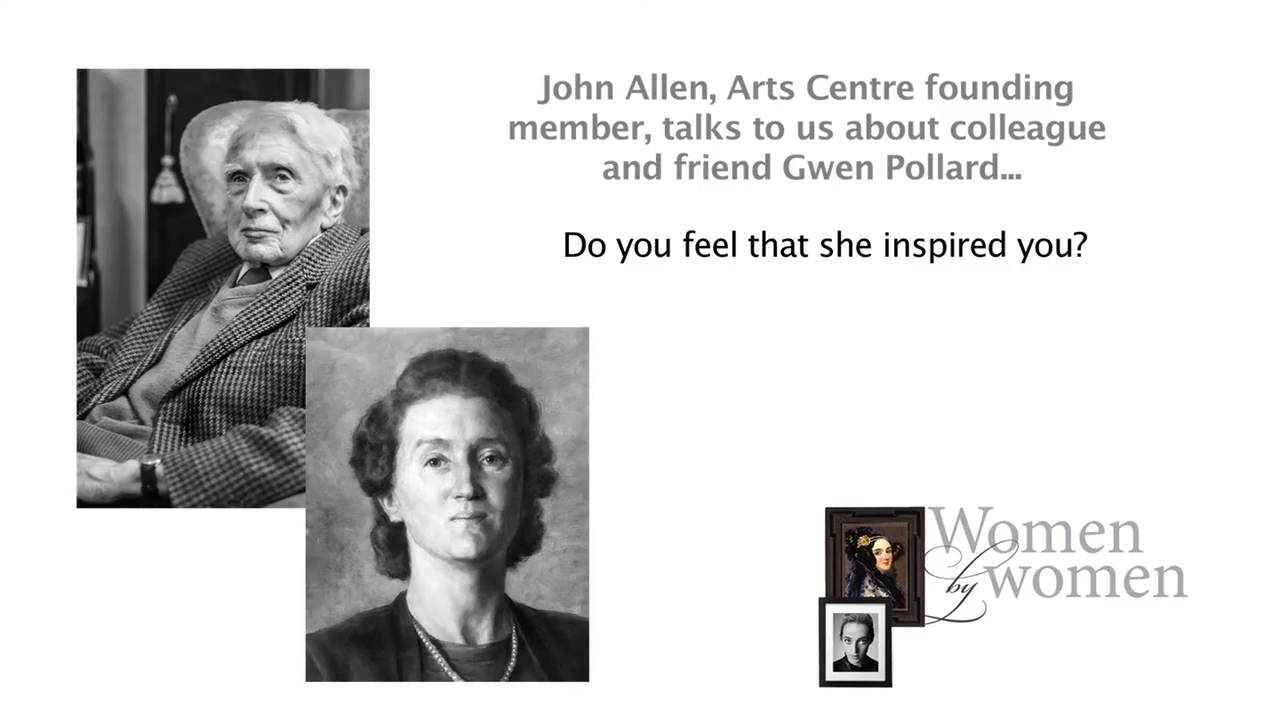 John Allen, Arts Centre founding
member, talks to us about colleague
and friend Gwen Pollard...
Do you feel that she inspired you?
Women
by women